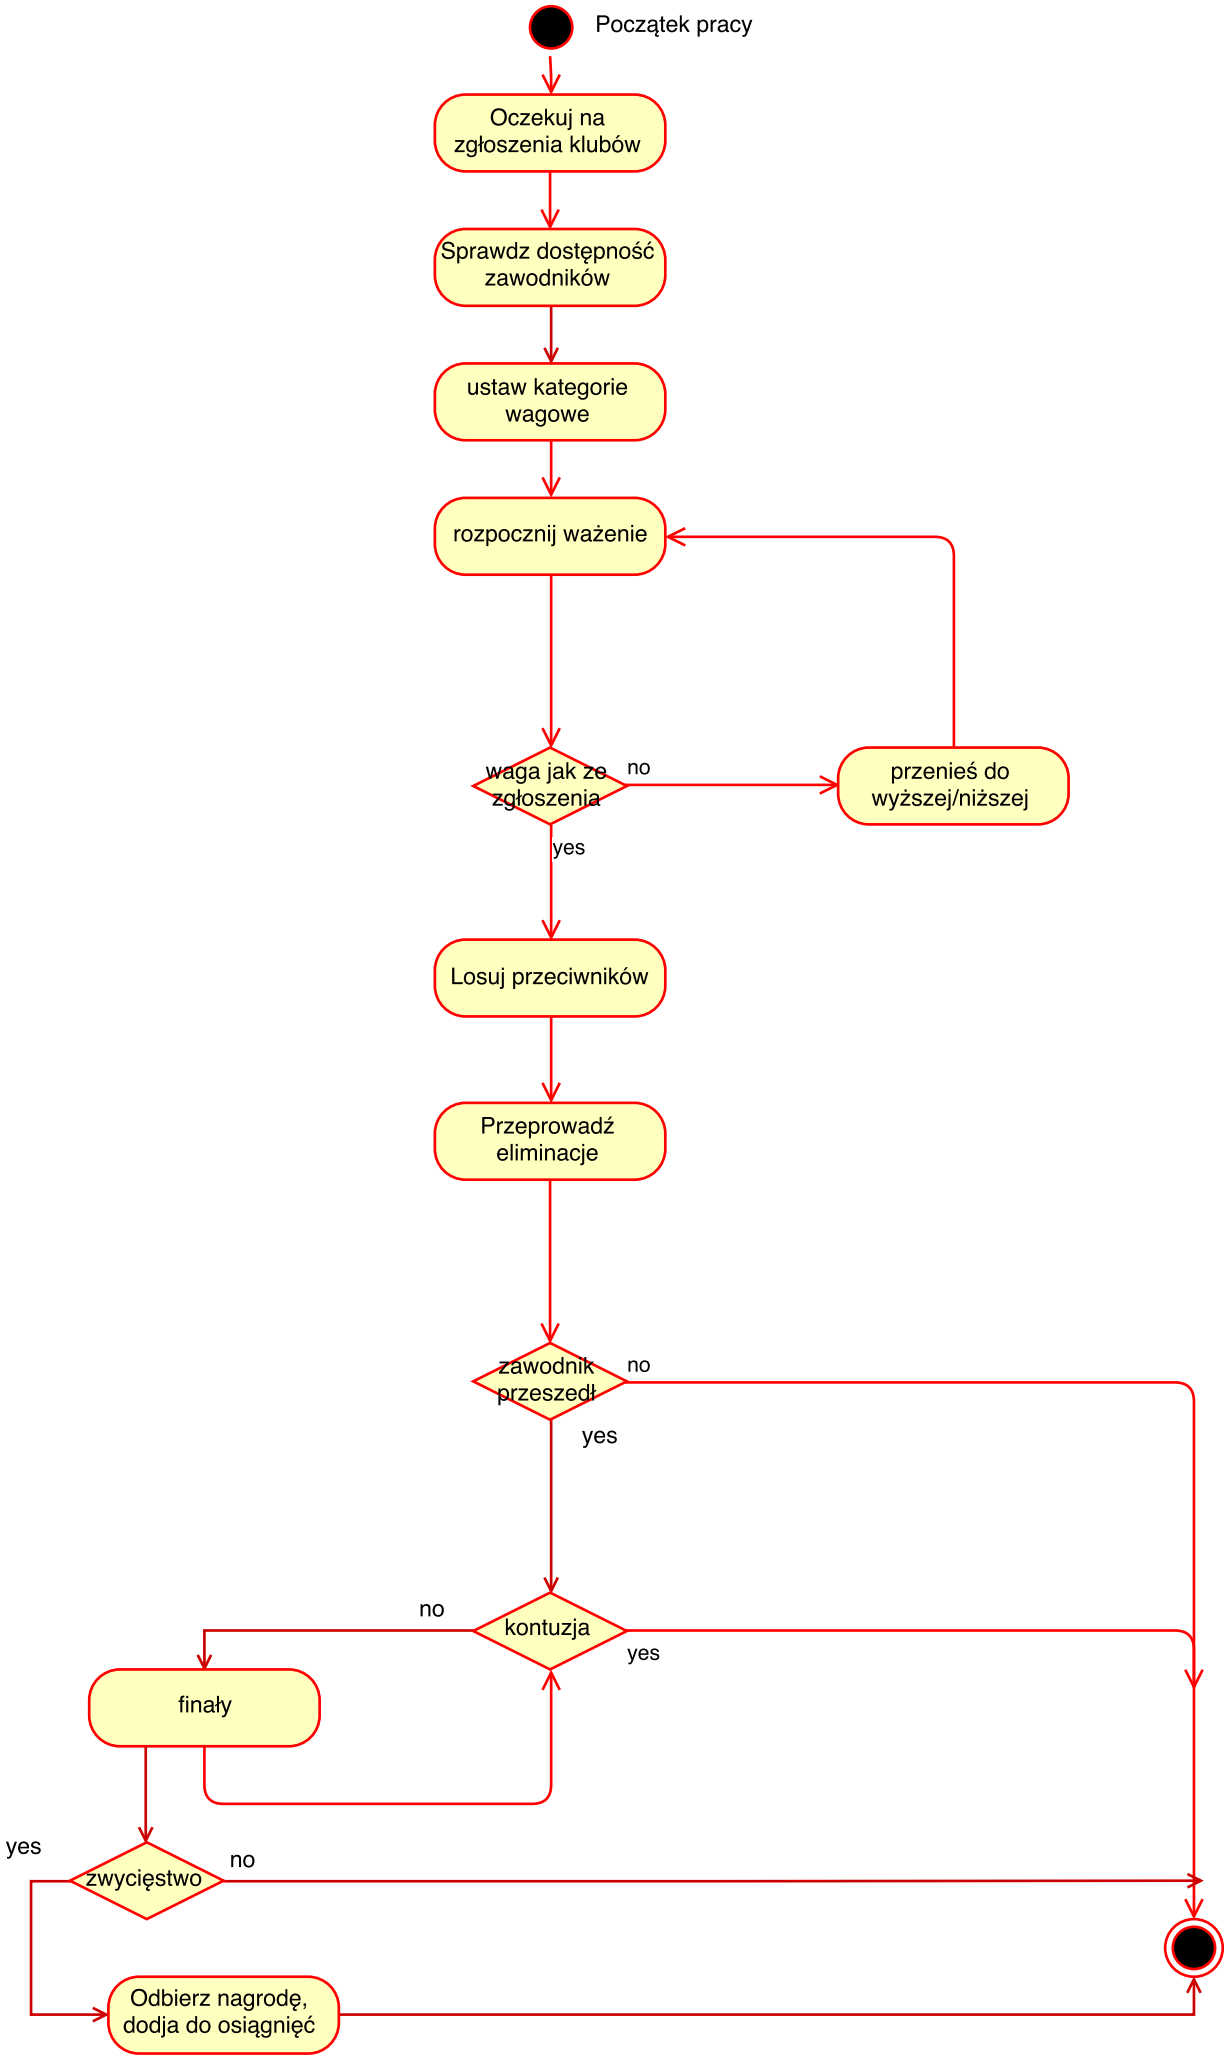 Początek pracy
Oczekuj na
zgłoszenia klubów
Sprawdz dostępność
zawodników
ustaw kategorie
wagowe
rozpocznij ważenie
waga jak ze
zgłoszenia
no
przenieś do
wyższej/niższej
yes
Losuj przeciwników
Przeprowadź
eliminacje
zawodnik
przeszedł
no
yes
no
kontuzja
yes
finały
yes
zwycięstwo
no
Odbierz nagrodę,
dodja do osiągnięć